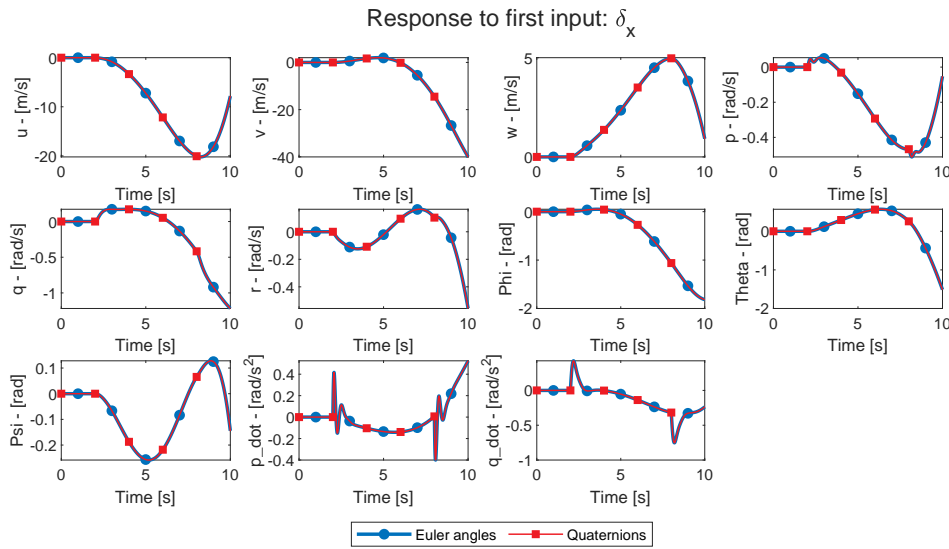 Response to first input: δx
0
-10
-20
u - [m/s]
0 5 10
Time [s]
0
-20
-40
v - [m/s]
0 5 10
Time [s]
5
0
w - [m/s]
0 5 10
Time [s]
0
-0.2
-0.4
p - [rad/s]
0 5 10
Time [s]
0
-0.5
-1
q - [rad/s]
0 5 10
Time [s]
0
-0.2
-0.4
r - [rad/s]
0 5 10
Time [s]
0
-1
-2
Phi - [rad]
0 5 10
Time [s]
0
-1
-2
Theta - [rad]
0 5 10
Time [s]
0.1
0
-0.1
-0.2
Psi - [rad]
0 5 10
Time [s]
0.4
0.2
0
-0.2
-0.4
p_dot - [rad/s²]
0 5 10
Time [s]
0
-0.5
-1
q_dot - [rad/s²]
0 5 10
Time [s]
Euler angles Quaternions